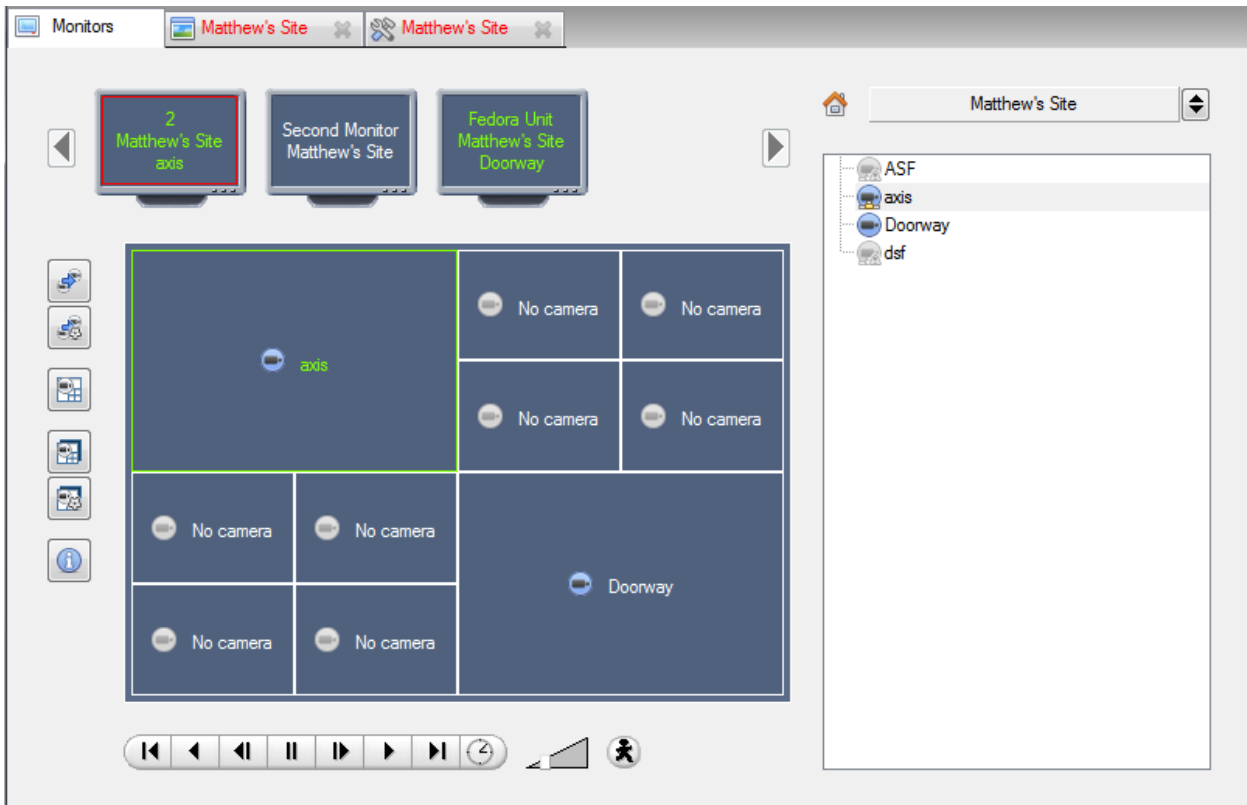 Monitors
Matthew's Site
Matthew's Site
2
Matthew's Site
axis
Second Monitor
Matthew's Site
Fedora Unit
Matthew's Site
Doorway
Matthew's Site
ASF
axis
Doorway
dsf
axis
No camera
No camera
No camera
No camera
No camera
No camera
Doorway
No camera
No camera